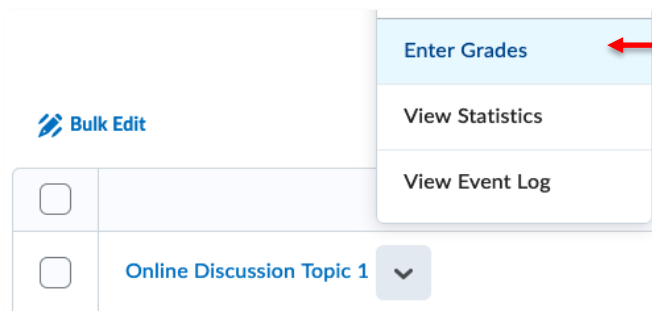 Enter Grades
Bulk Edit
View Statistics
View Event Log
Online Discussion Topic 1